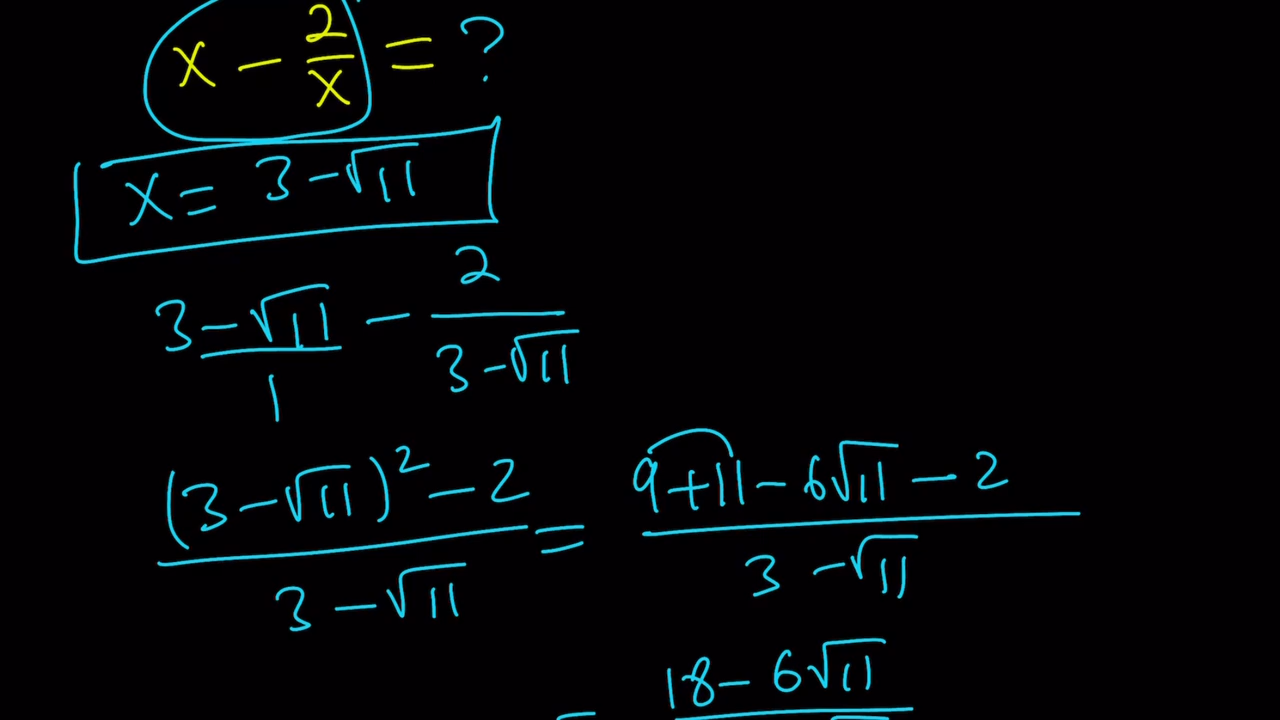 x - 2/x = ?
x = 3 - √11
(3 - √11)/1 - 2/(3 - √11)
((3 - √11)² - 2)/(3 - √11) = (9 + 11 - 6√11 - 2)/(3 - √11)
= 18 - 6√11